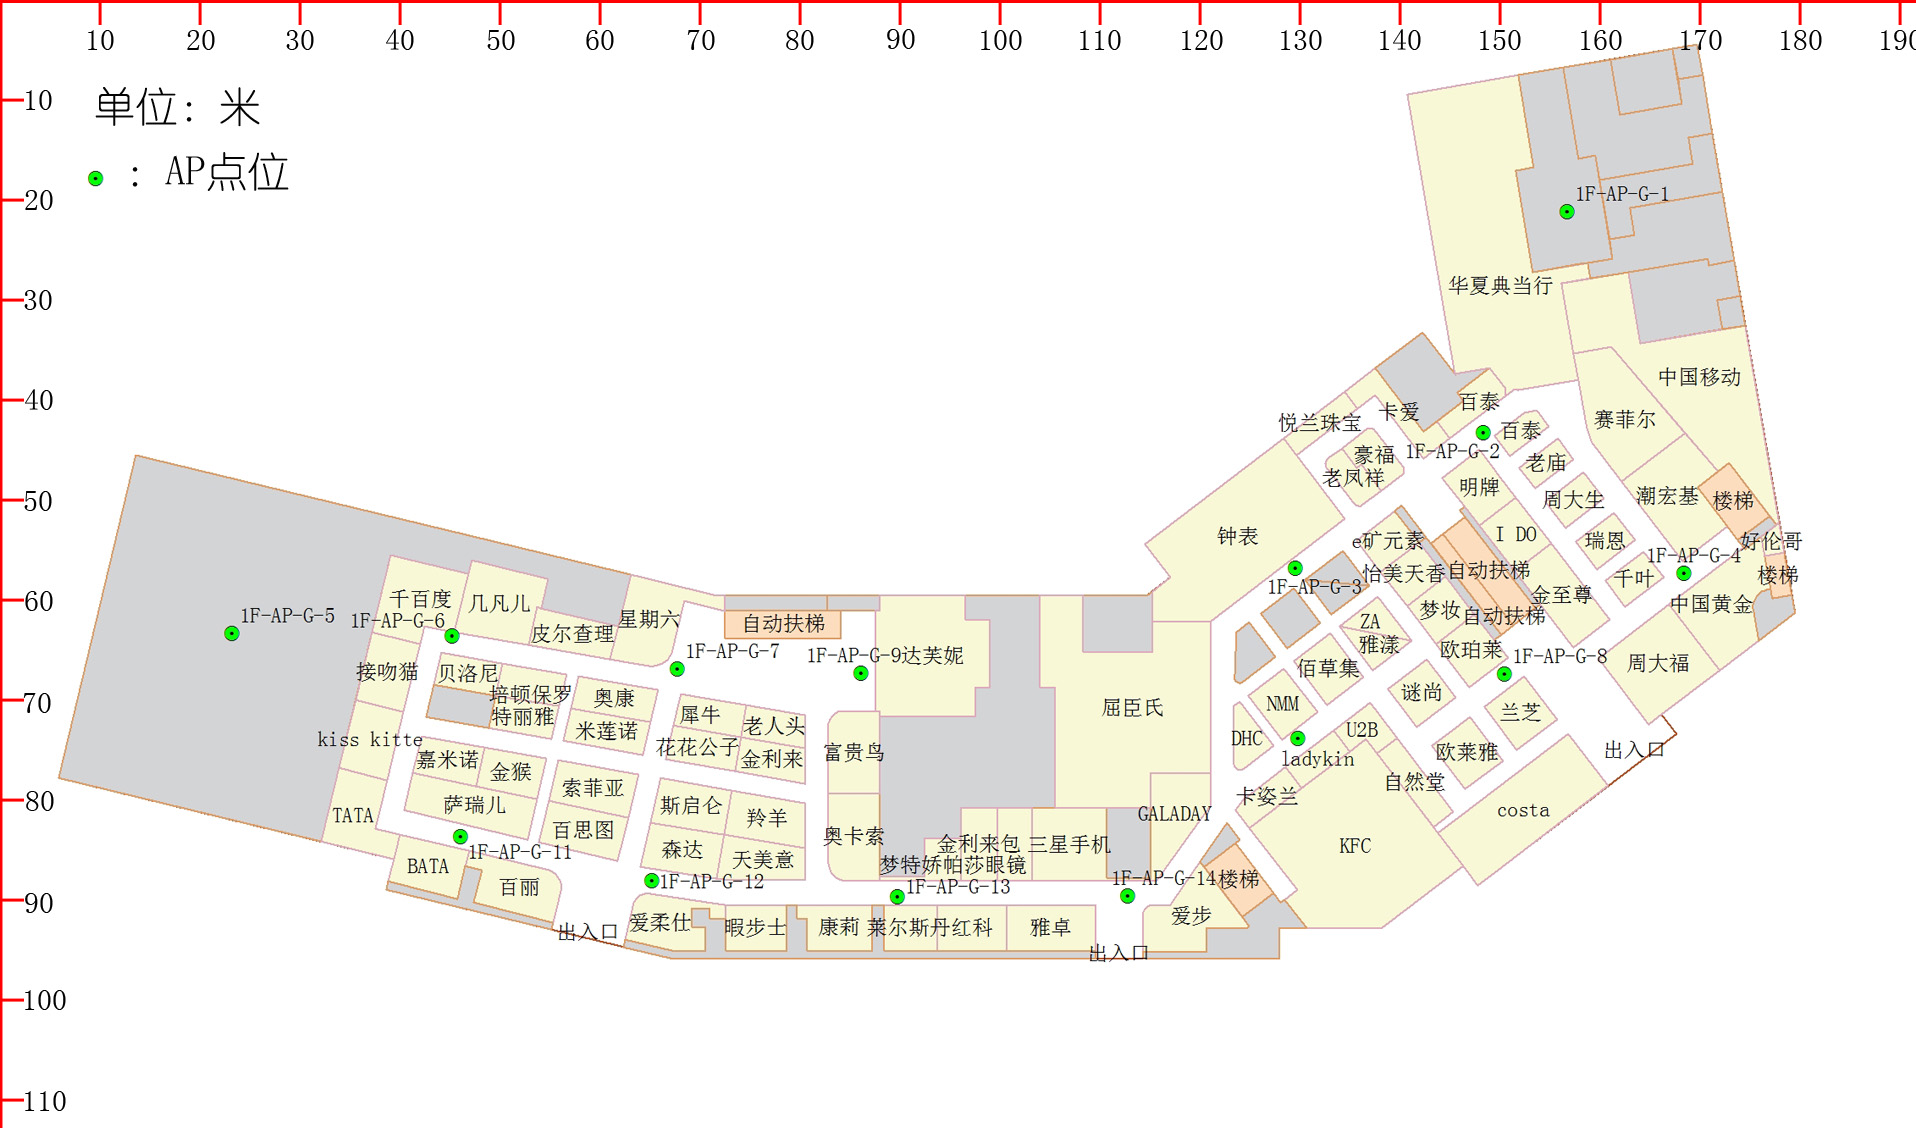 10 20 30 40 50 60 70 80 90 100 110 120 130 140 150 160 170 180 190
10
单位：米
：AP点位
20
1F-AP-G-1
30
华夏典当行
中国移动
40
悦兰珠宝
卡爱
百泰
赛菲尔
1F-AP-G-2
百泰
豪福
老凤祥
老庙
50
明牌
周大生
潮宏基
楼梯
钟表
e矿元素
I DO
瑞恩
好伦哥
1F-AP-G-4
1F-AP-G-3
怡美天香
自动扶梯
千叶
楼梯
60
千百度
几凡儿
1F-AP-G-5
1F-AP-G-6
星期六
皮尔查理
自动扶梯
梦妆
自动扶梯
金至尊
中国黄金
ZA
雅漾
1F-AP-G-7
1F-AP-G-9
达芙妮
欧珀莱
1F-AP-G-8
周大福
接吻猫
贝洛尼
培顿保罗
特丽雅
奥康
佰草集
谜尚
70
米莲诺
犀牛
老人头
屈臣氏
NMM
兰芝
kiss kitte
花花公子
金利来
富贵鸟
DHC
ladykin
U2B
欧莱雅
出入口
嘉米诺
金猴
索菲亚
自然堂
80
TATA
萨瑞儿
斯启仑
羚羊
GALADAY
卡姿兰
costa
百思图
奥卡索
金利来包
三星手机
KFC
1F-AP-G-11
森达
天美意
梦特娇帕莎眼镜
BATA
百丽
1F-AP-G-12
1F-AP-G-13
1F-AP-G-14
楼梯
90
出入口
爱柔仕
暇步士
康莉
莱尔斯丹
红科
雅卓
爱步
出入口
100
110